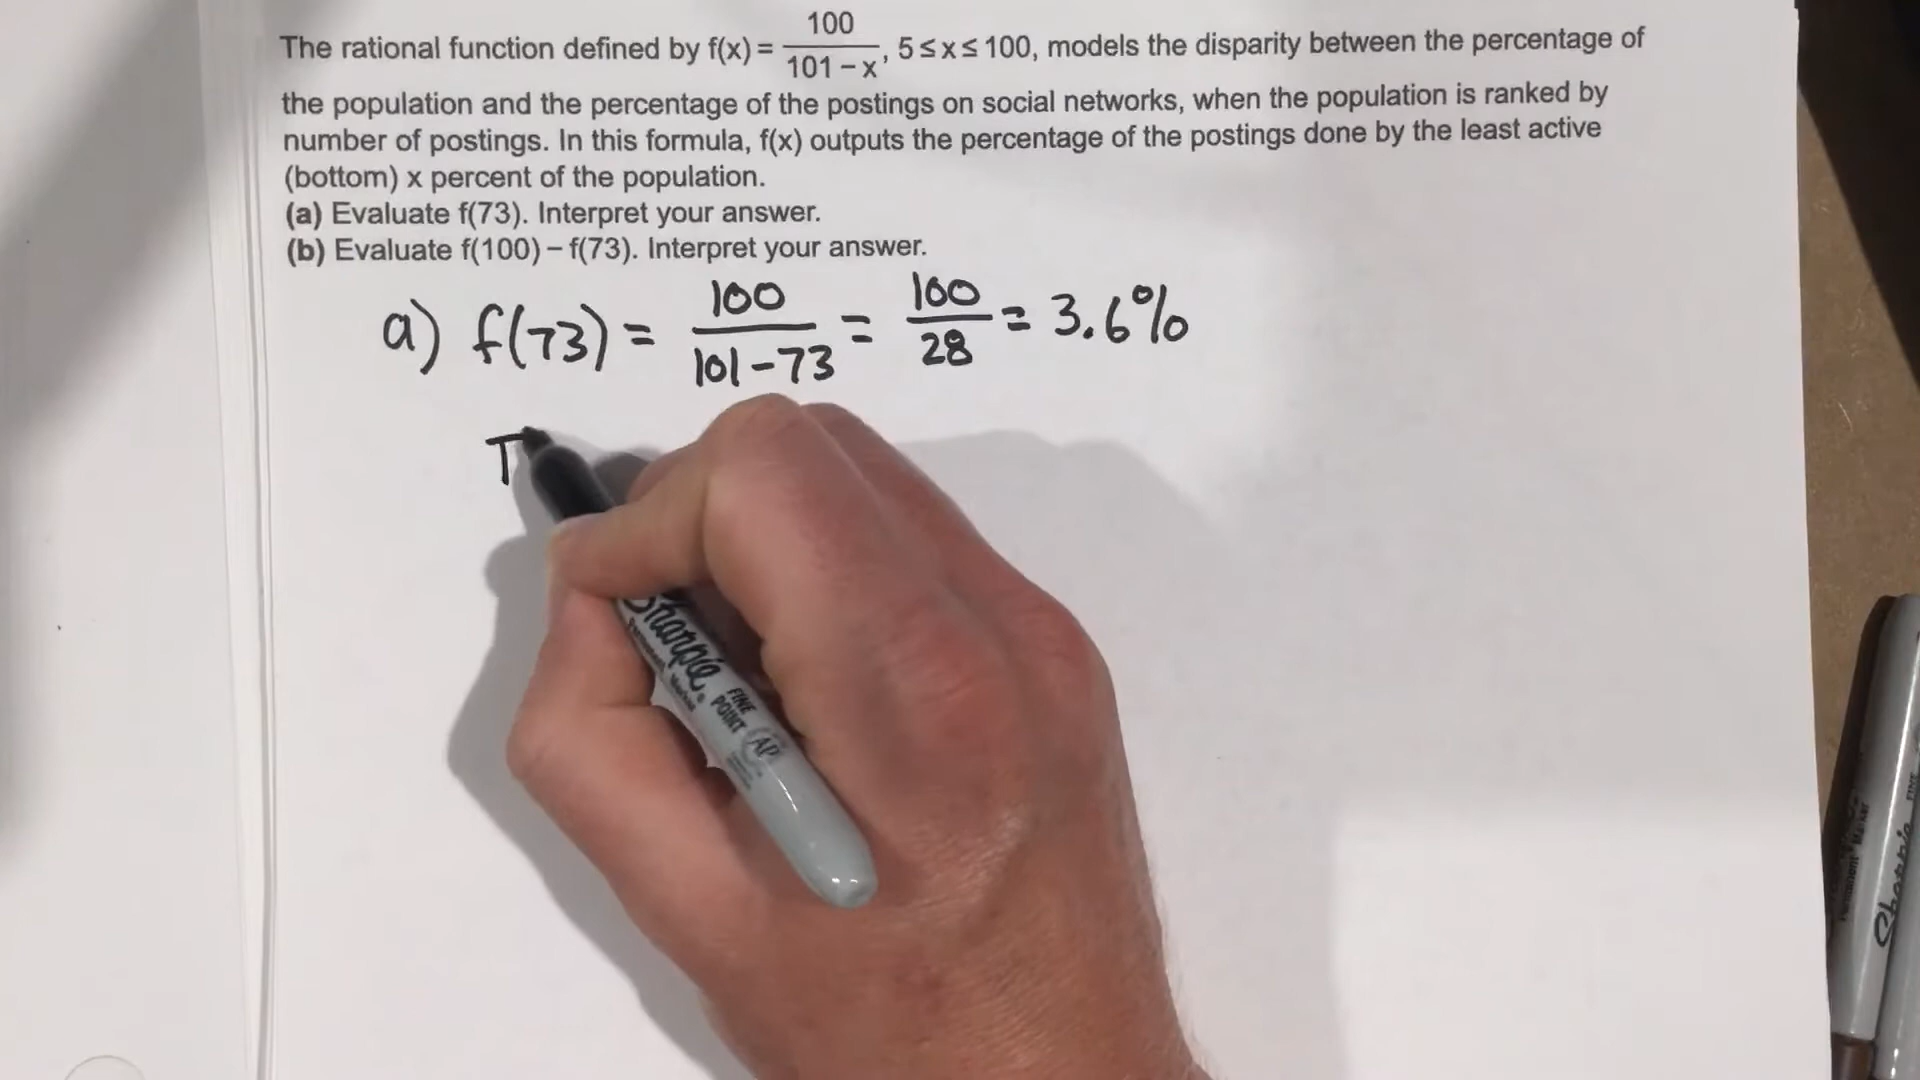 The rational function defined by f(x) = 100/(101 – x), 5 ≤ x ≤ 100, models the disparity between the percentage of
the population and the percentage of the postings on social networks, when the population is ranked by
number of postings. In this formula, f(x) outputs the percentage of the postings done by the least active
(bottom) x percent of the population.
(a) Evaluate f(73). Interpret your answer.
(b) Evaluate f(100) – f(73). Interpret your answer.
a) f(73) = 100/(101-73) = 100/28 = 3.6%
T
Sharpie.
FINE
POINT
AP
Sharpie
FINE